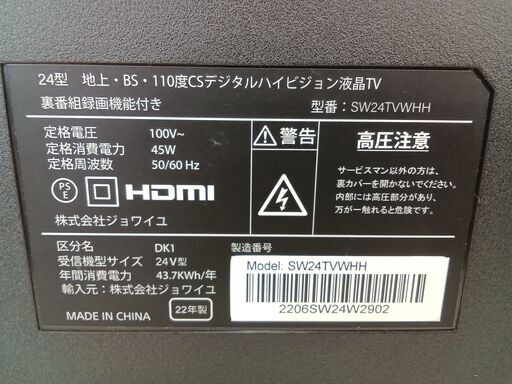 24型 地上・BS・110度CSデジタルハイビジョン液晶TV
裏番組録画機能付き 型番：SW24TVWHH
定格電圧 100V~
定格消費電力 45W
定格周波数 50/60 Hz
PS
E
HDMI
株式会社ジョワイユ
警告
高圧注意
サービスマン以外の方は、
裏カバーを開かないでください。
内部には高圧部分があり、
万が一触れると危険です。
区分名 DK1
受信機型サイズ 24V型
年間消費電力 43.7KWh/年
輸入元：株式会社ジョワイユ
MADE IN CHINA 22年製
製造番号
Model: SW24TVWHH
2206SW24W2902